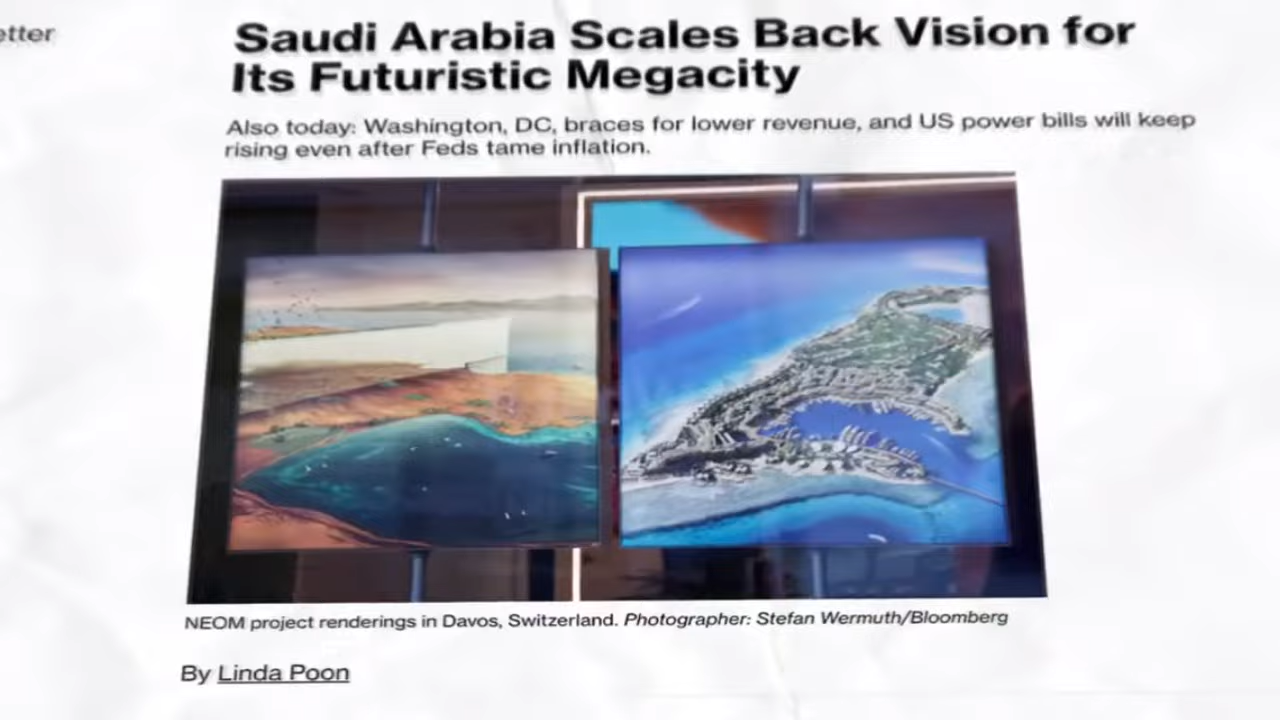 etter
Saudi Arabia Scales Back Vision for
Its Futuristic Megacity
Also today: Washington, DC, braces for lower revenue, and US power bills will keep
rising even after Feds tame inflation.
NEOM project renderings in Davos, Switzerland. Photographer: Stefan Wermuth/Bloomberg
By Linda Poon